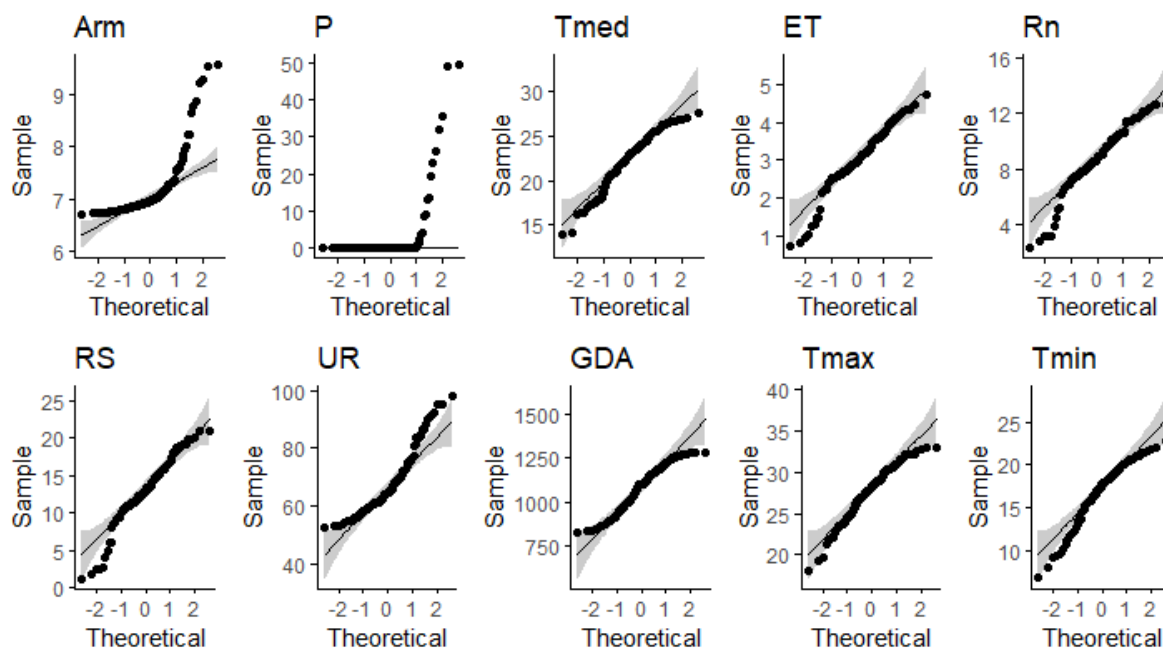 Arm
P
Tmed
ET
Rn
Sample
9
8
7
6
-2 -1 0 1 2
Theoretical
Sample
50
40
30
20
10
0
-2 -1 0 1 2
Theoretical
Sample
30
25
20
15
-2 -1 0 1 2
Theoretical
Sample
5
4
3
2
1
-2 -1 0 1 2
Theoretical
Sample
16
12
8
4
-2 -1 0 1 2
Theoretical
RS
UR
GDA
Tmax
Tmin
Sample
25
20
15
10
5
0
-2 -1 0 1 2
Theoretical
Sample
100
80
60
40
-2 -1 0 1 2
Theoretical
Sample
1500
1250
1000
750
-2 -1 0 1 2
Theoretical
Sample
40
35
30
25
20
-2 -1 0 1 2
Theoretical
Sample
25
20
15
10
-2 -1 0 1 2
Theoretical